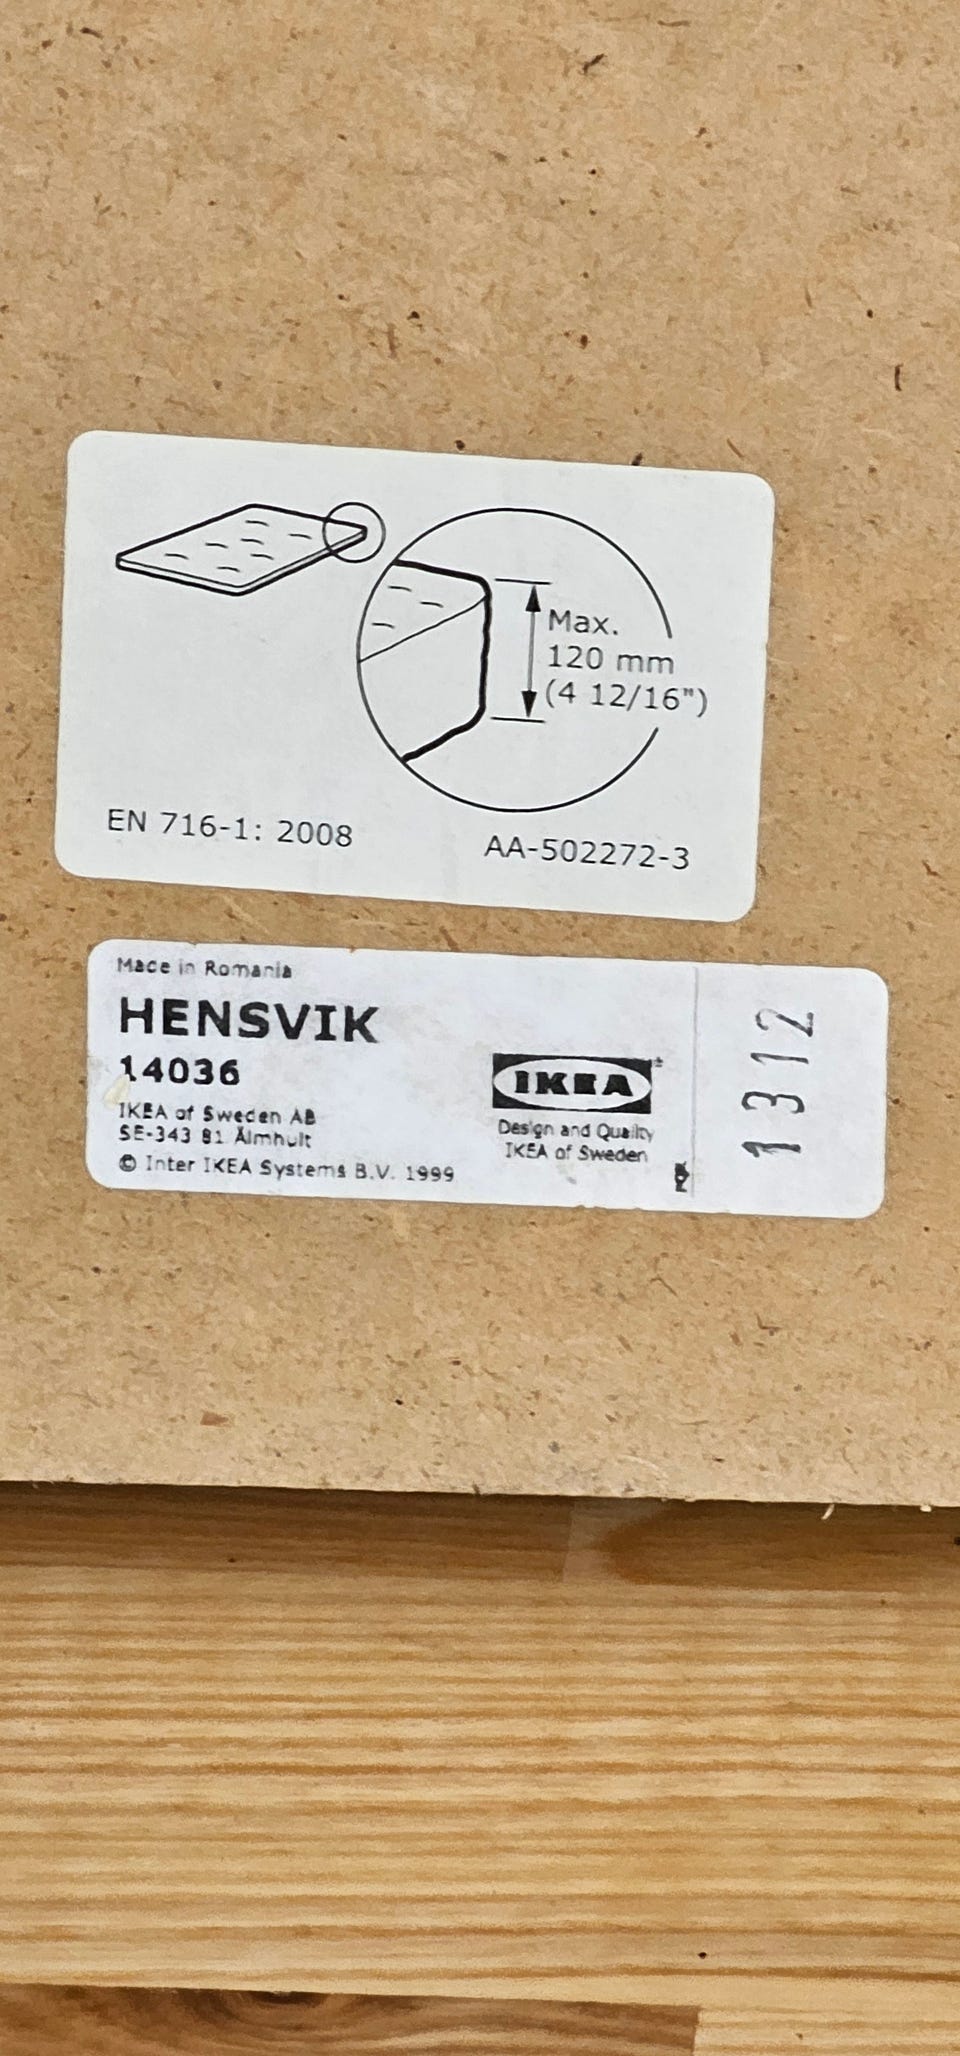 Max.
120 mm
(4 12/16")
EN 716-1: 2008
AA-502272-3
Made in Romania
HENSVIK
14036
IKEA of Sweden AB
SE-343 81 Älmhult
© Inter IKEA Systems B.V. 1999
IKEA
Design and Quality
IKEA of Sweden
1312